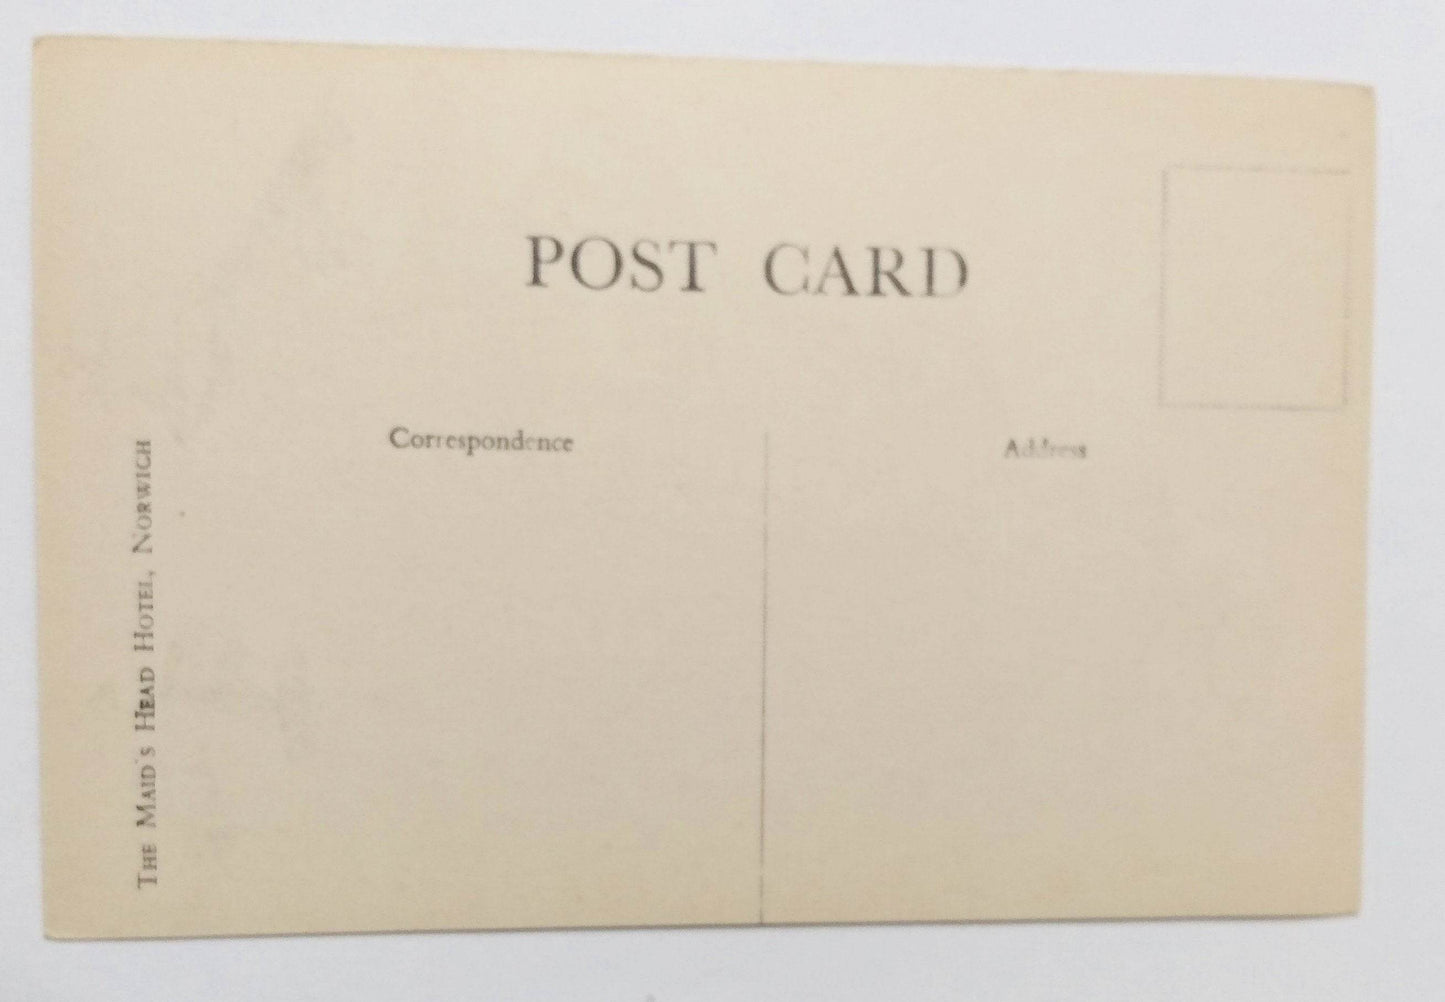 POST CARD
Correspondence
Address
THE MAID'S HEAD HOTEL, NORWICH